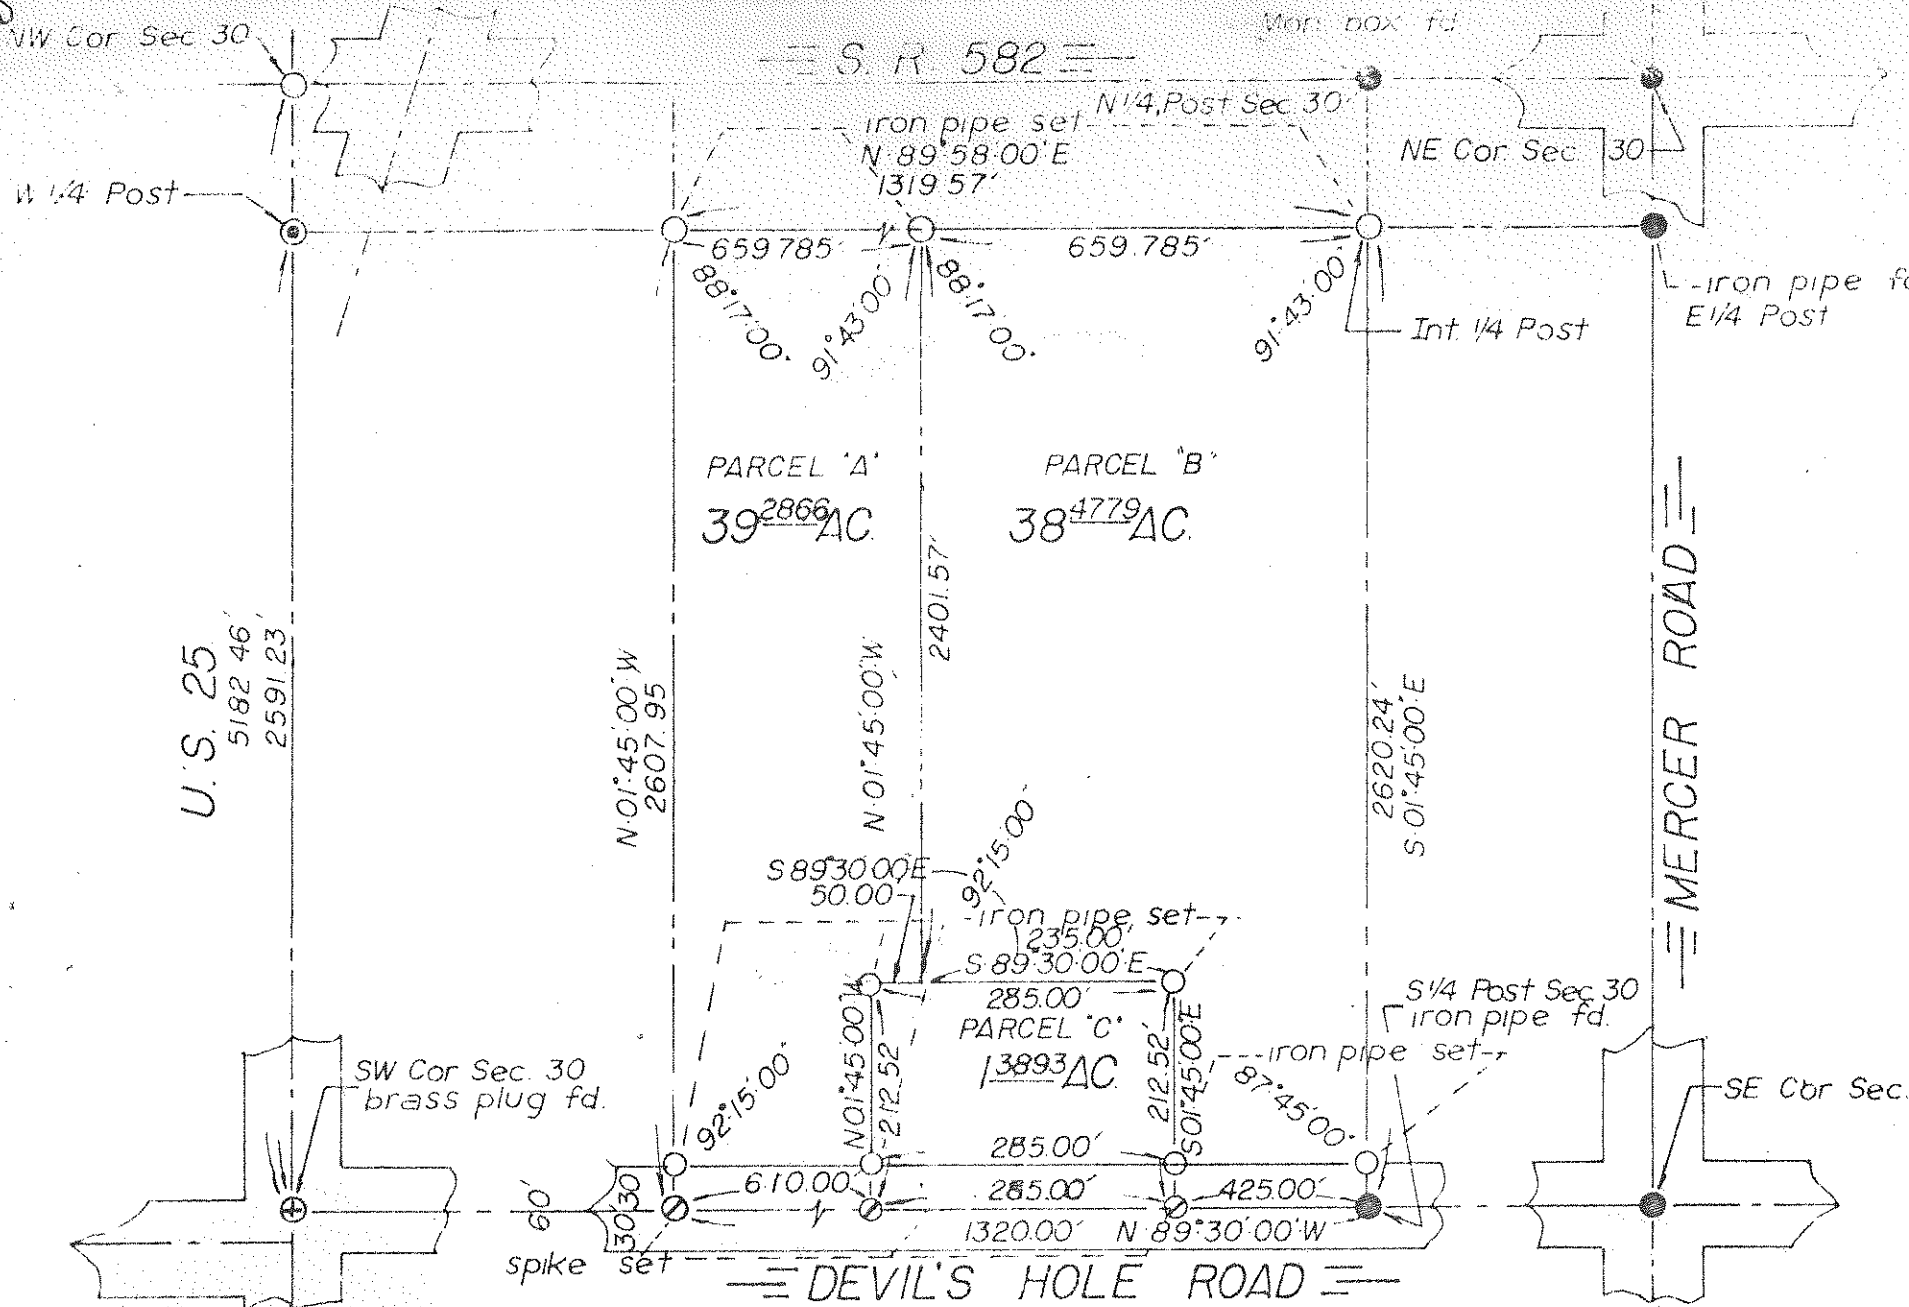 NW Cor Sec 30
S. R. 582
Mon box fd
N 1/4 Post Sec 30
iron pipe set
N 89°58'00"E
1319.57'
NE Cor Sec 30
W 1/4 Post
659.785'
659.785'
88°17'00"
91°43'00"
88°17'00"
91°43'00"
iron pipe
E 1/4 Post
Int. 1/4 Post
PARCEL "A"
39 2866 AC.
PARCEL "B"
38 4779 AC.
2401.57'
N 01°45'00"W
U.S. 25
5182.46'
2591.23'
N 01°45'00"W
2607.95
2620.24'
S 01°45'00"E
MERCER ROAD
S 89°30'00"E
50.00'
92°15'00"
iron pipe set
235.00'
S 89°30'00"E
285.00'
PARCEL "C"
1 3893 AC.
N 01°45'00"W
212.52'
212.52'
S 01°45'00"E
S 1/4 Post Sec 30
iron pipe fd.
iron pipe set
87°45'00"
SW Cor Sec. 30
brass plug fd.
92°15'00"
SE Cor Sec.
285.00'
610.00'
285.00'
425.00'
60'
30'
30'
1320.00'
N 89°30'00"W
spike set
DEVIL'S HOLE ROAD